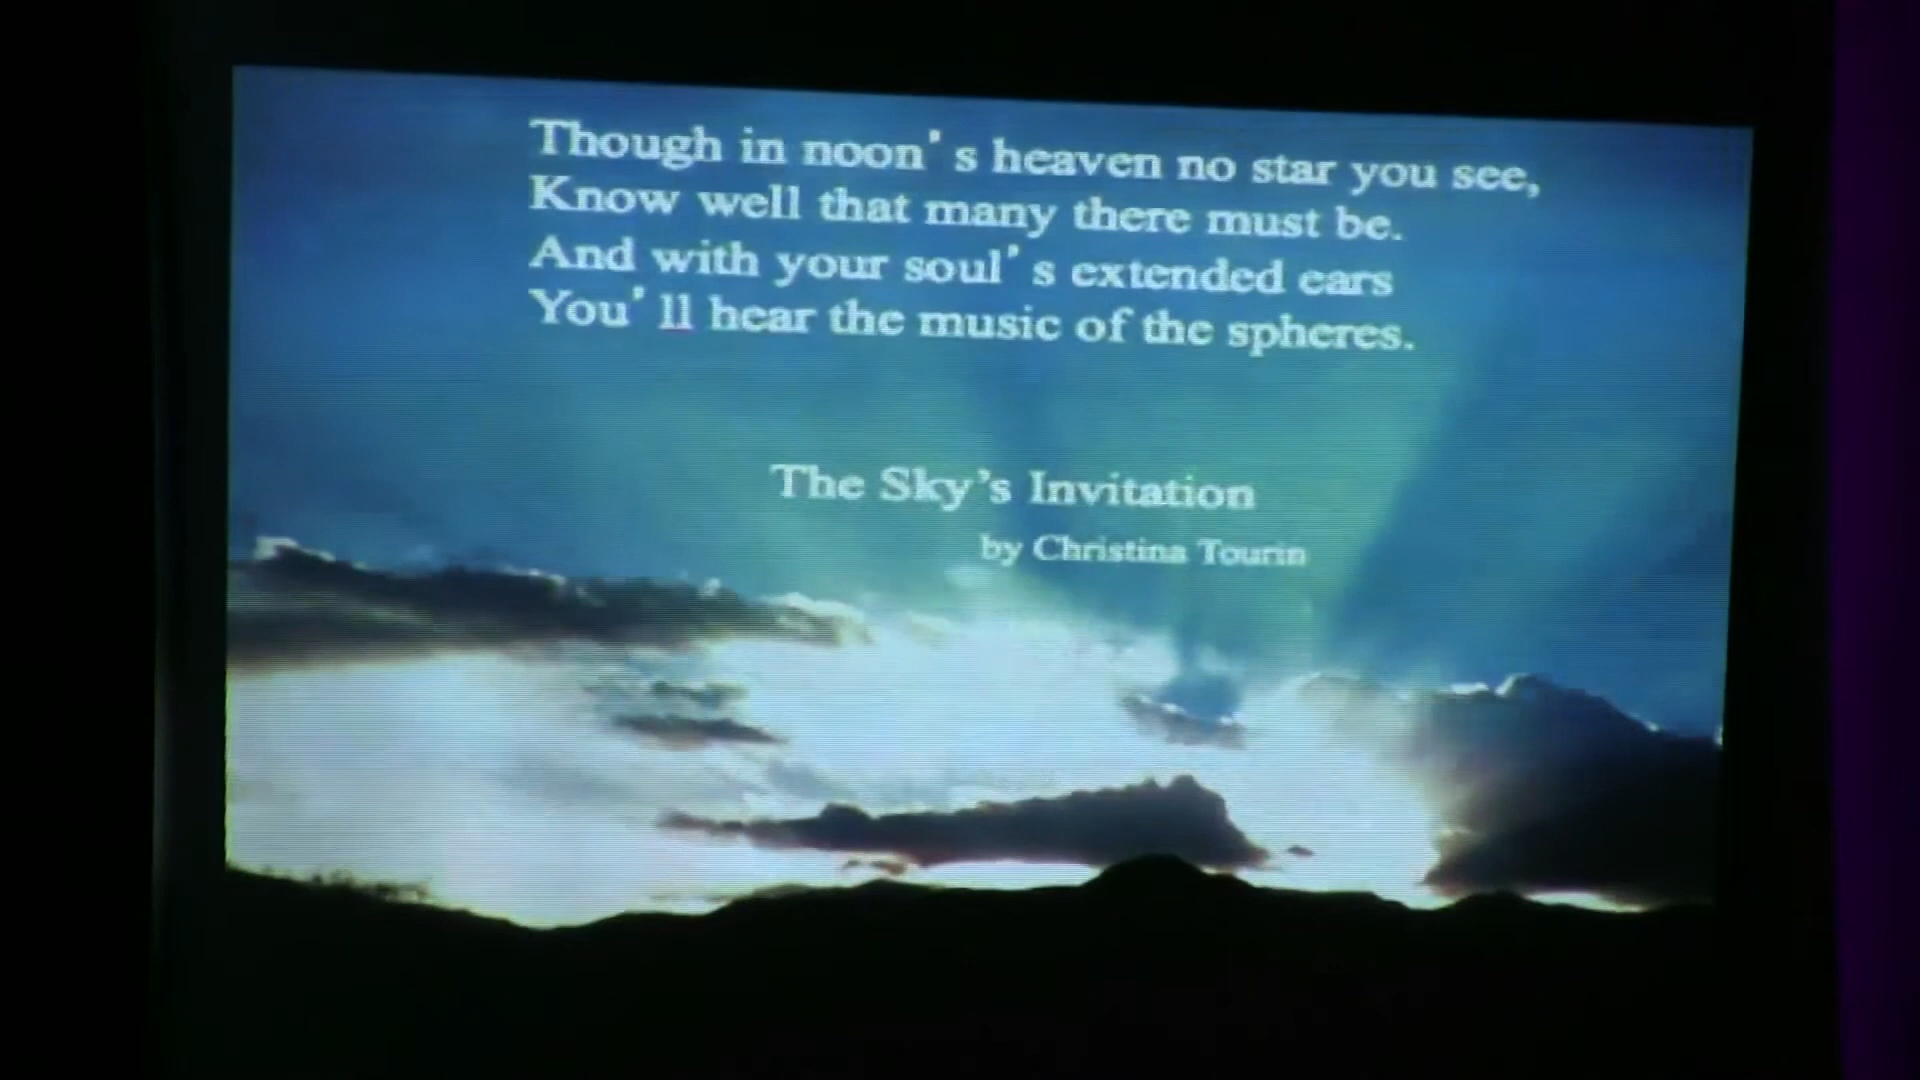 Though in noon's heaven no star you see,
Know well that many there must be.
And with your soul's extended ears
You'll hear the music of the spheres.
The Sky's Invitation
by Christina Tourin